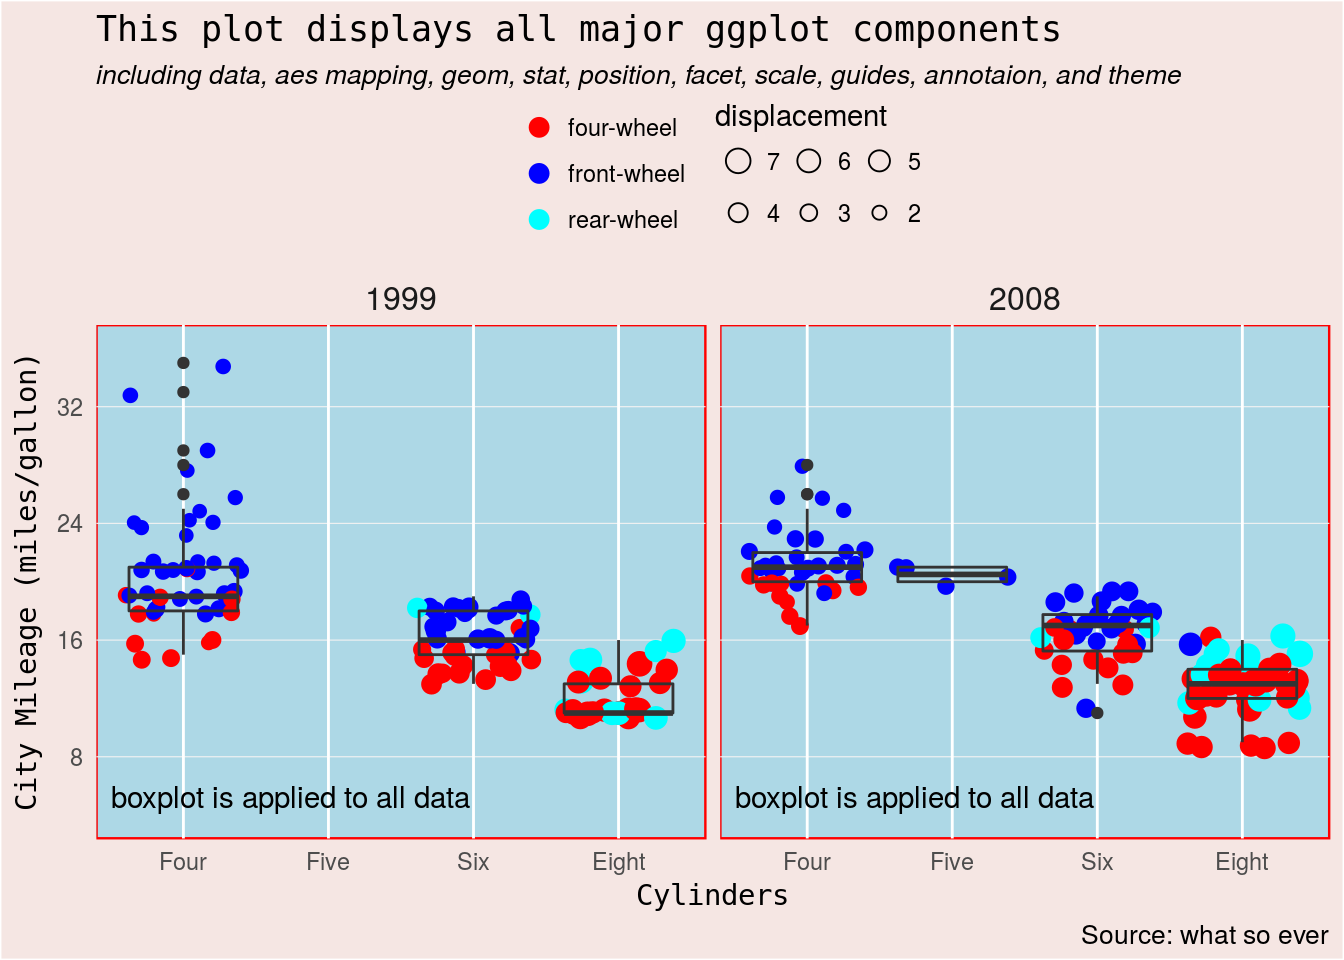 This plot displays all major ggplot components
including data, aes mapping, geom, stat, position, facet, scale, guides, annotaion, and theme
four-wheel
front-wheel
rear-wheel
displacement
7 6 5
4 3 2
1999
2008
City Mileage (miles/gallon)
32
24
16
8
boxplot is applied to all data
boxplot is applied to all data
Four Five Six Eight
Four Five Six Eight
Cylinders
Source: what so ever